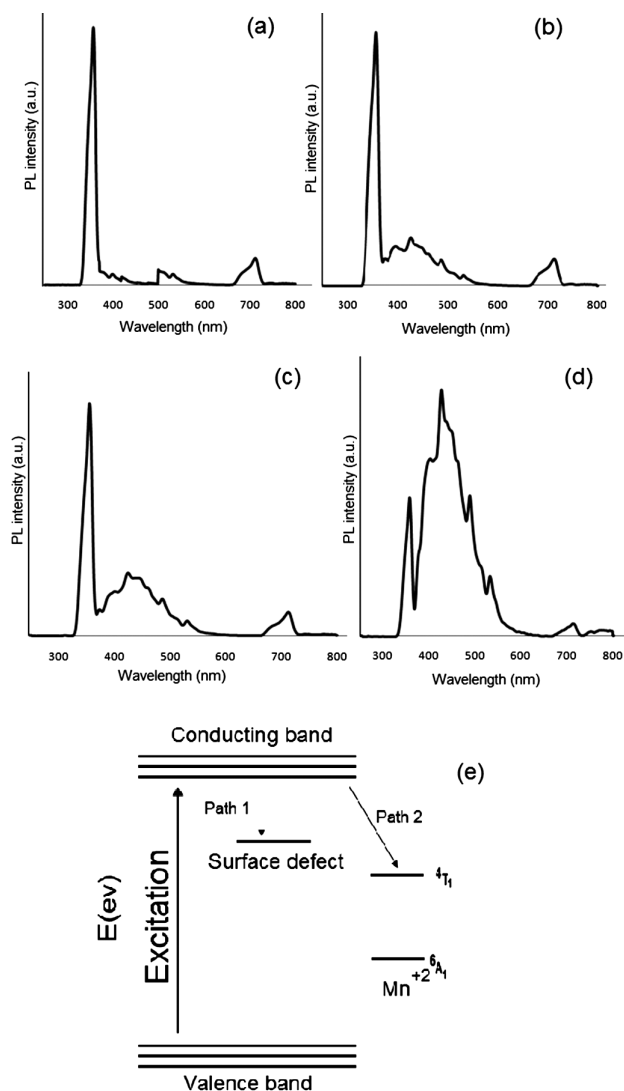 (a)
PL intensity (a.u.)
300 400 500 600 700 800
Wavelength (nm)
(b)
PL intensity (a.u.)
300 400 500 600 700 800
Wavelength (nm)
(c)
PL intensity (a.u.)
300 400 500 600 700 800
Wavelength (nm)
(d)
PL intensity (a.u.)
300 400 500 600 700 800
Wavelength (nm)
(e)
Conducting band
Path 1
Path 2
Surface defect
E(ev)
Excitation
⁴T₁
⁶A₁
Mn⁺²
Valence band